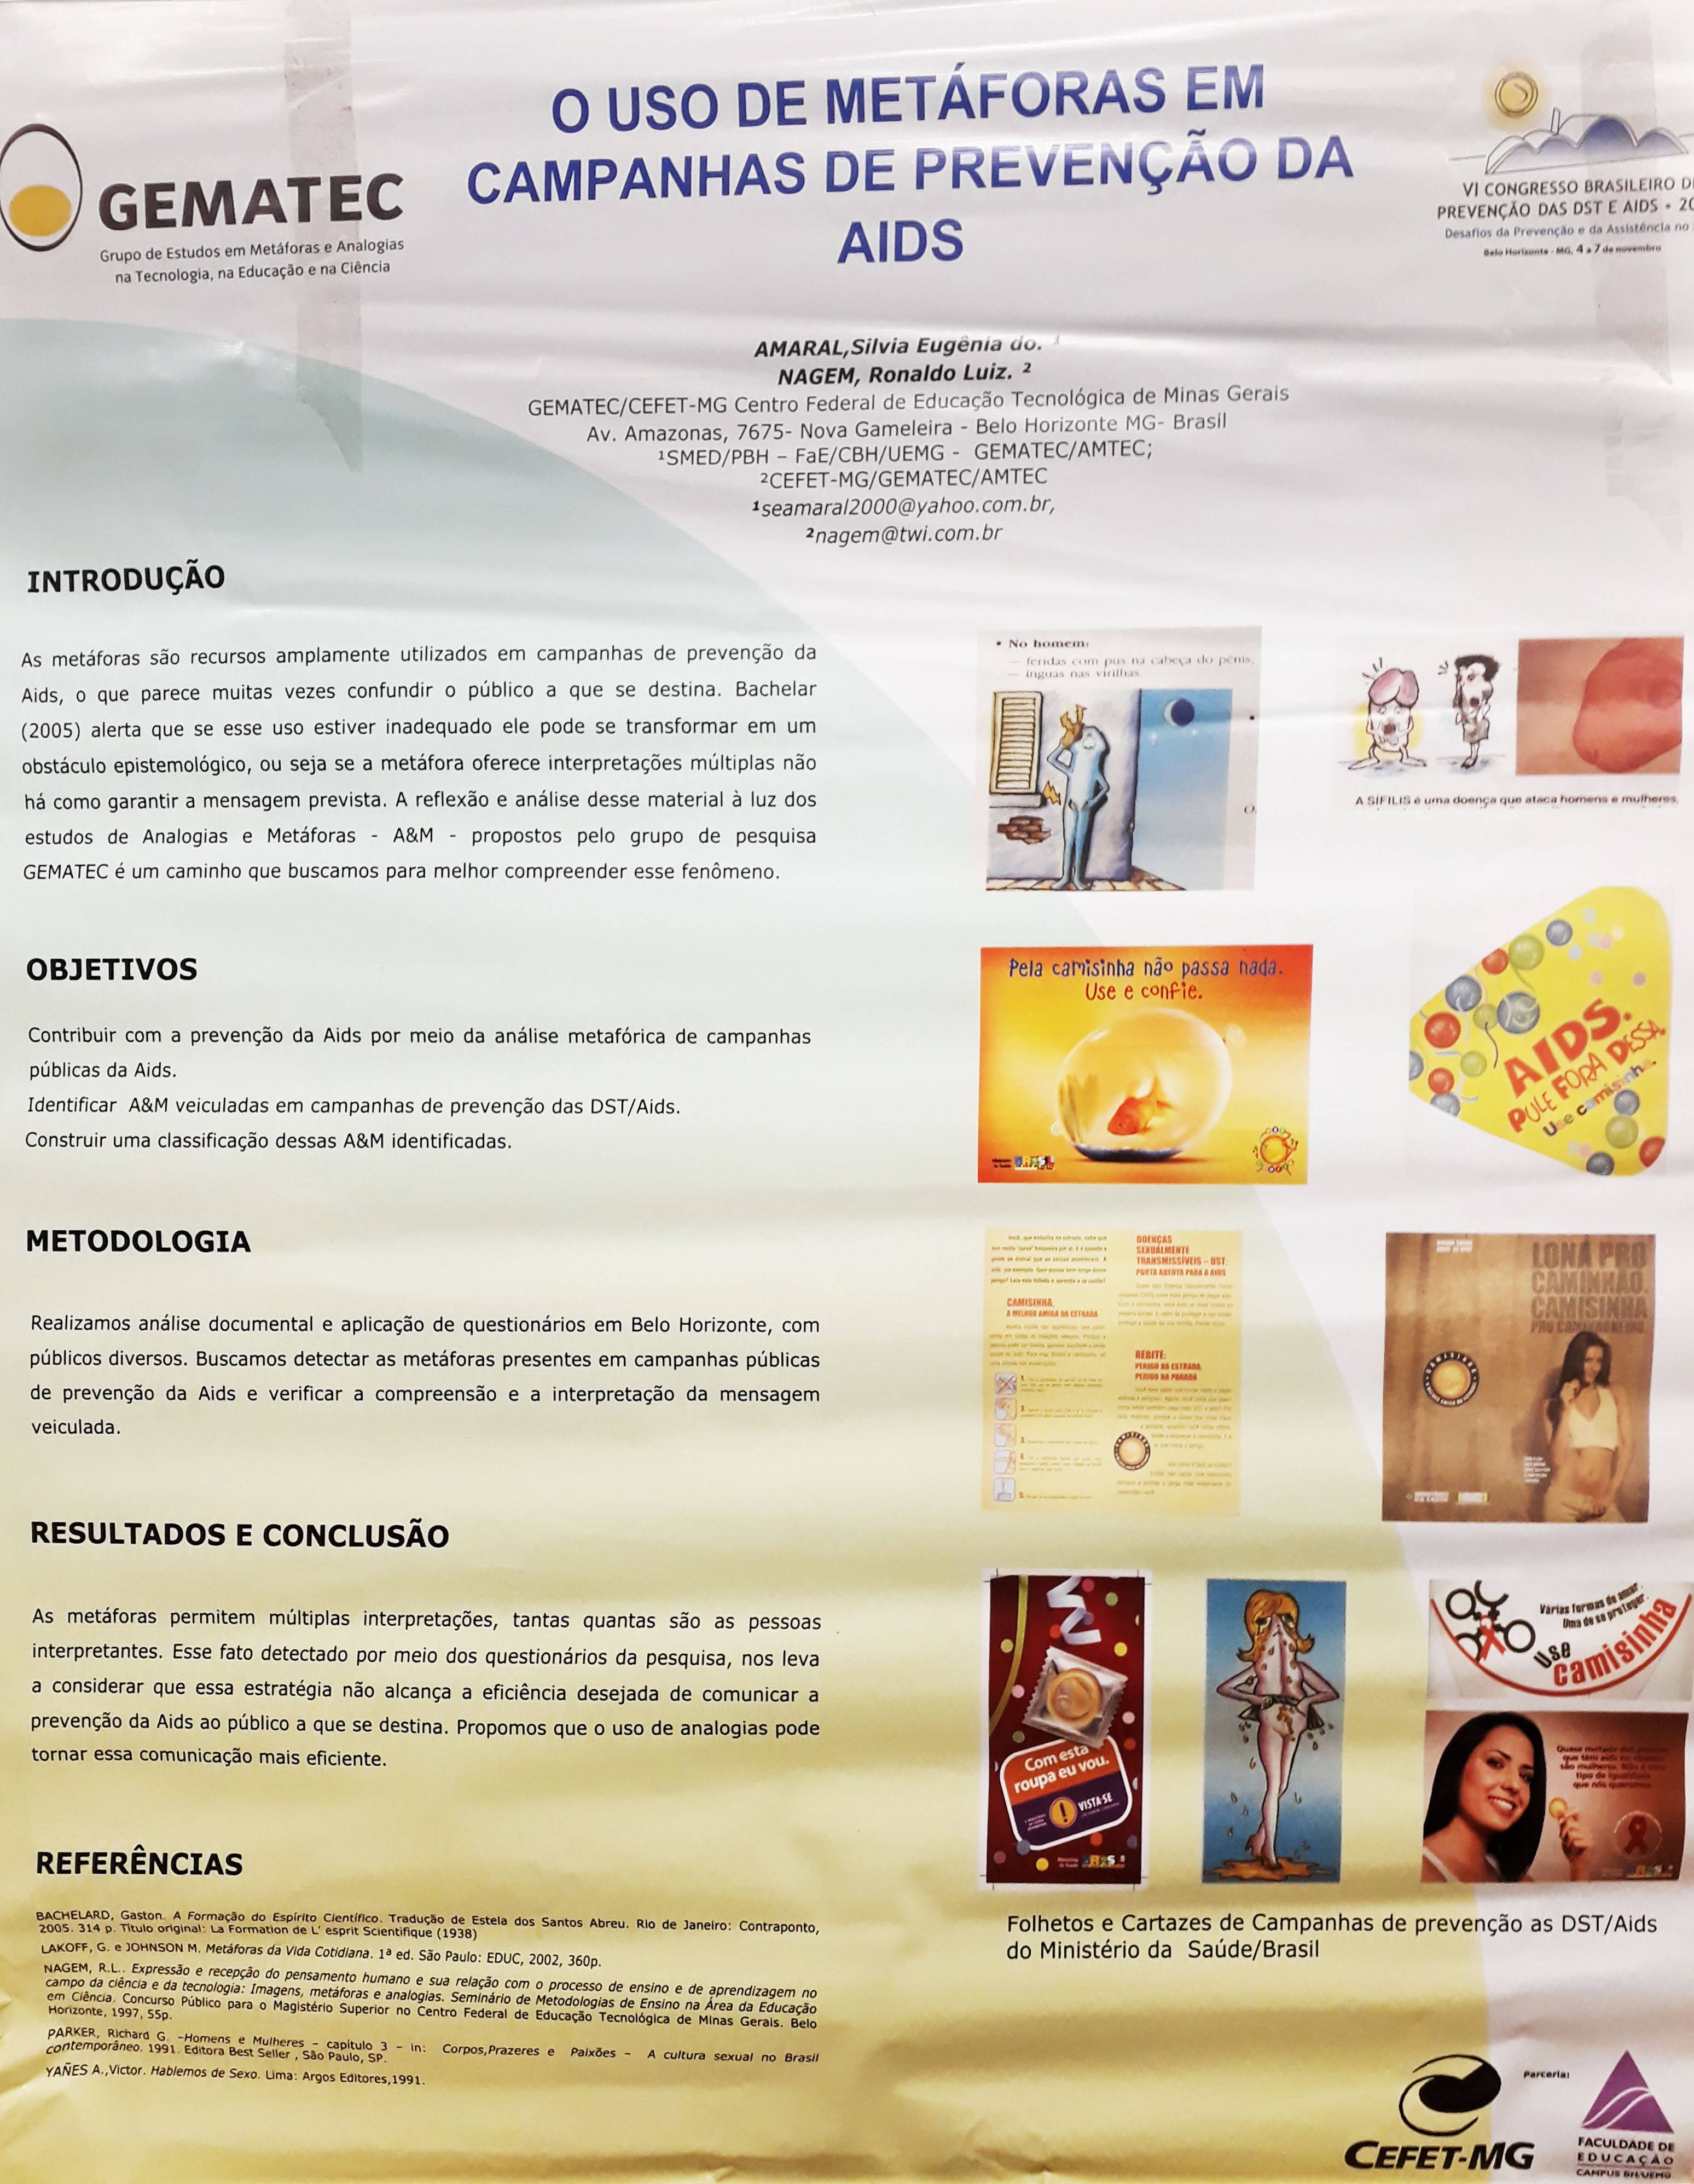 O USO DE METÁFORAS EM
CAMPANHAS DE PREVENÇÃO DA
AIDS
GEMATEC
Grupo de Estudos em Metáforas e Analogias
na Tecnologia, na Educação e na Ciência
VI CONGRESSO BRASILEIRO
PREVENÇÃO DAS DST E AIDS •
Desafios da Prevenção e da Assistência no
Belo Horizonte - MG, 4 a 7 de novembro
AMARAL,Silvia Eugênia do. 1
NAGEM, Ronaldo Luiz. 2
GEMATEC/CEFET-MG Centro Federal de Educação Tecnológica de Minas Gerais
Av. Amazonas, 7675- Nova Gameleira - Belo Horizonte MG- Brasil
1SMED/PBH – FaE/CBH/UEMG - GEMATEC/AMTEC;
2CEFET-MG/GEMATEC/AMTEC
1seamaral2000@yahoo.com.br,
2nagem@twi.com.br
INTRODUÇÃO
As metáforas são recursos amplamente utilizados em campanhas de prevenção da
Aids, o que parece muitas vezes confundir o público a que se destina. Bachelar
(2005) alerta que se esse uso estiver inadequado ele pode se transformar em um
obstáculo epistemológico, ou seja se a metáfora oferece interpretações múltiplas não
há como garantir a mensagem prevista. A reflexão e análise desse material à luz dos
estudos de Analogias e Metáforas - A&M - propostos pelo grupo de pesquisa
GEMATEC é um caminho que buscamos para melhor compreender esse fenômeno.
OBJETIVOS
Contribuir com a prevenção da Aids por meio da análise metafórica de campanhas
públicas da Aids.
Identificar A&M veiculadas em campanhas de prevenção das DST/Aids.
Construir uma classificação dessas A&M identificadas.
METODOLOGIA
Realizamos análise documental e aplicação de questionários em Belo Horizonte, com
públicos diversos. Buscamos detectar as metáforas presentes em campanhas públicas
de prevenção da Aids e verificar a compreensão e a interpretação da mensagem
veiculada.
RESULTADOS E CONCLUSÃO
As metáforas permitem múltiplas interpretações, tantas quantas são as pessoas
interpretantes. Esse fato detectado por meio dos questionários da pesquisa, nos leva
a considerar que essa estratégia não alcança a eficiência desejada de comunicar a
prevenção da Aids ao público a que se destina. Propomos que o uso de analogias pode
tornar essa comunicação mais eficiente.
REFERÊNCIAS
BACHELARD, Gaston. A Formação do Espírito Científico. Tradução de Estela dos Santos Abreu. Rio de Janeiro: Contraponto,
2005. 314 p. Título original: La Formation de L' esprit Scientifique (1938)
LAKOFF, G. e JOHNSON M. Metáforas da Vida Cotidiana. 1ª ed. São Paulo: EDUC, 2002, 360p.
NAGEM, R.L.. Expressão e recepção do pensamento humano e sua relação com o processo de ensino e de aprendizagem no
campo da ciência e da tecnologia: Imagens, metáforas e analogias. Seminário de Metodologias de Ensino na Área da Educação
em Ciência. Concurso Público para o Magistério Superior no Centro Federal de Educação Tecnológica de Minas Gerais. Belo
Horizonte, 1997, 55p.
PARKER, Richard G. -Homens e Mulheres – capítulo 3 – in: Corpos,Prazeres e Paixões – A cultura sexual no Brasil
contemporâneo. 1991. Editora Best Seller , São Paulo, SP.
YAÑES A.,Victor. Hablemos de Sexo. Lima: Argos Editores,1991.
• No homem:
— feridas com pus na cabeça do pênis,
— ínguas nas virilhas
A SÍFILIS é uma doença que ataca homens e mulheres,
Pela camisinha não passa nada.
Use e confie.
BRASIL
AIDS.
PULE FORA DESSA
Use camisinha.
CAMISINHA,
A MELHOR AMIGA DA ESTRADA
DOENÇAS
SEXUALMENTE
TRANSMISSÍVEIS - DST:
PORTA ABERTA PARA A AIDS
REBITE:
PERIGO NA ESTRADA,
PERIGO NA PARADA
LONA PRO
CAMINHÃO.
CAMISINHA
PRO CAMINHONEIRO.
Com esta
roupa eu vou.
VISTA-SE
Várias formas de amar.
Uma de se proteger.
Use
camisinha
Quase metade das
que têm aids no
são mulheres. Não é esse
tipo de igualdade
que nós queremos
Folhetos e Cartazes de Campanhas de prevenção as DST/Aids
do Ministério da Saúde/Brasil
CEFET-MG
Parceria:
FACULDADE DE
EDUCAÇÃO
CAMPUS BH/UEMG